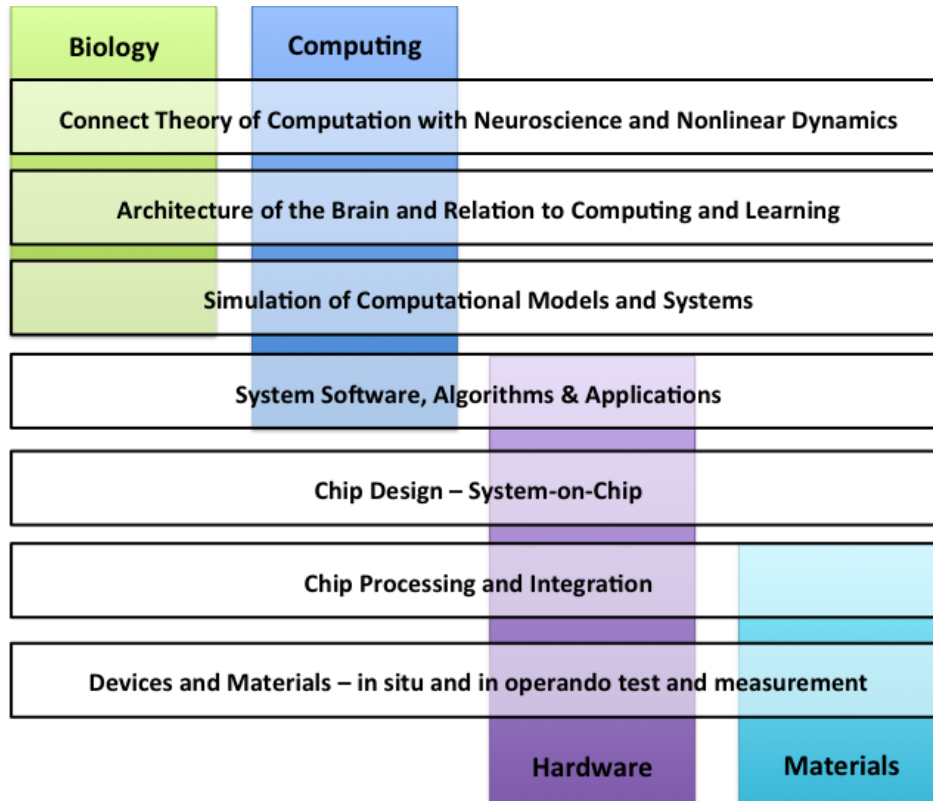 Biology
Computing
Connect Theory of Computation with Neuroscience and Nonlinear Dynamics
Architecture of the Brain and Relation to Computing and Learning
Simulation of Computational Models and Systems
System Software, Algorithms & Applications
Chip Design – System-on-Chip
Chip Processing and Integration
Devices and Materials – in situ and in operando test and measurement
Hardware
Materials